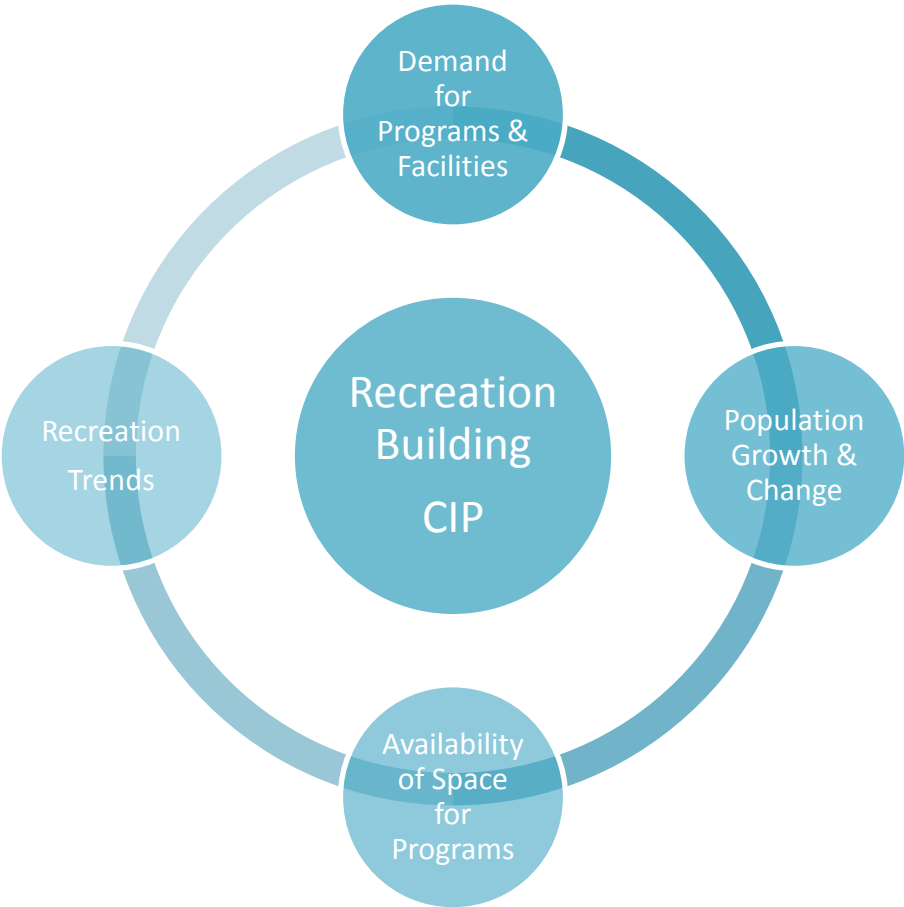 Demand
for
Programs &
Facilities
Recreation
Building
CIP
Population
Growth &
Change
Recreation
Trends
Availability
of Space
for
Programs